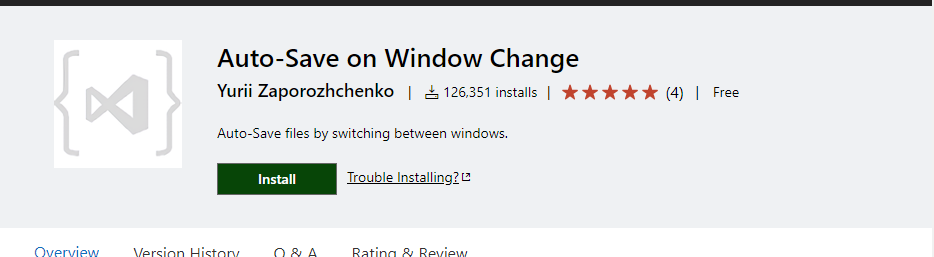 Auto-Save on Window Change
Yurii Zaporozhchenko | 126,351 installs | (4) | Free
Auto-Save files by switching between windows.
Install Trouble Installing?
Overview Version History Q & A Rating & Review